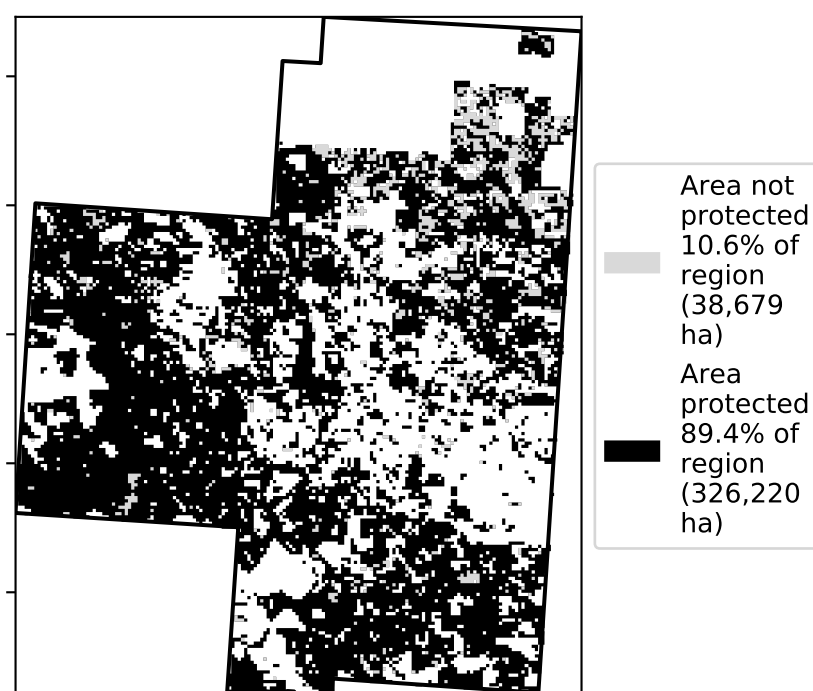 Area not
protected
10.6% of
region
(38,679
ha)
Area
protected
89.4% of
region
(326,220
ha)